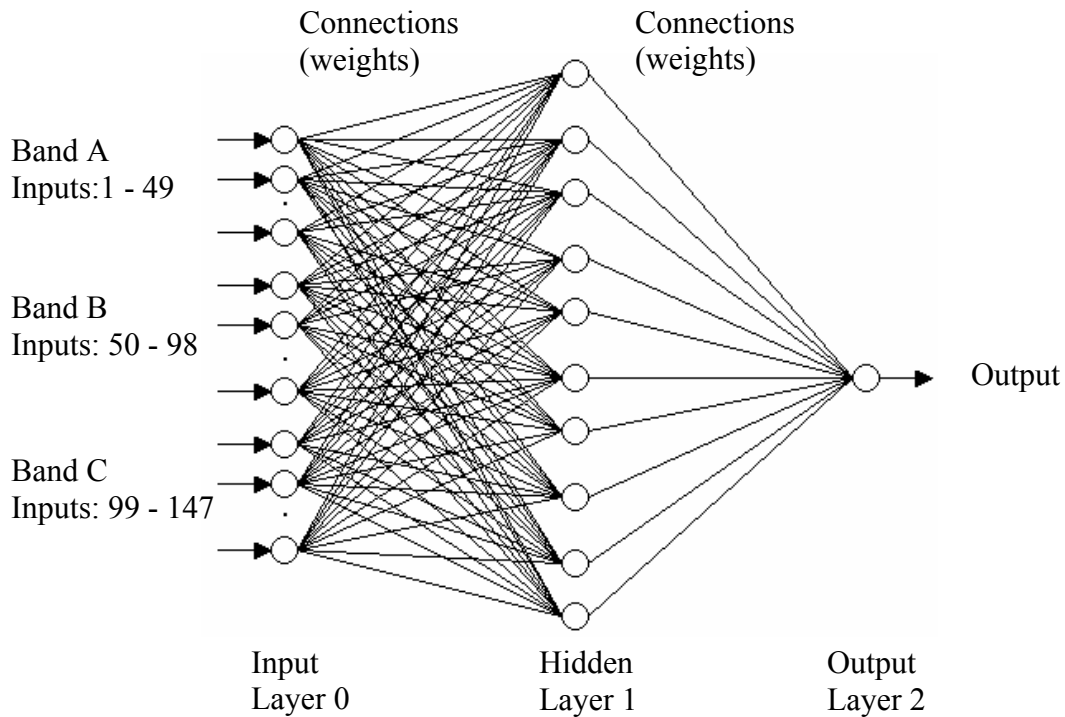 Connections
(weights)
Connections
(weights)
Band A
Inputs:1 - 49
Band B
Inputs: 50 - 98
Band C
Inputs: 99 - 147
Output
Input
Layer 0
Hidden
Layer 1
Output
Layer 2